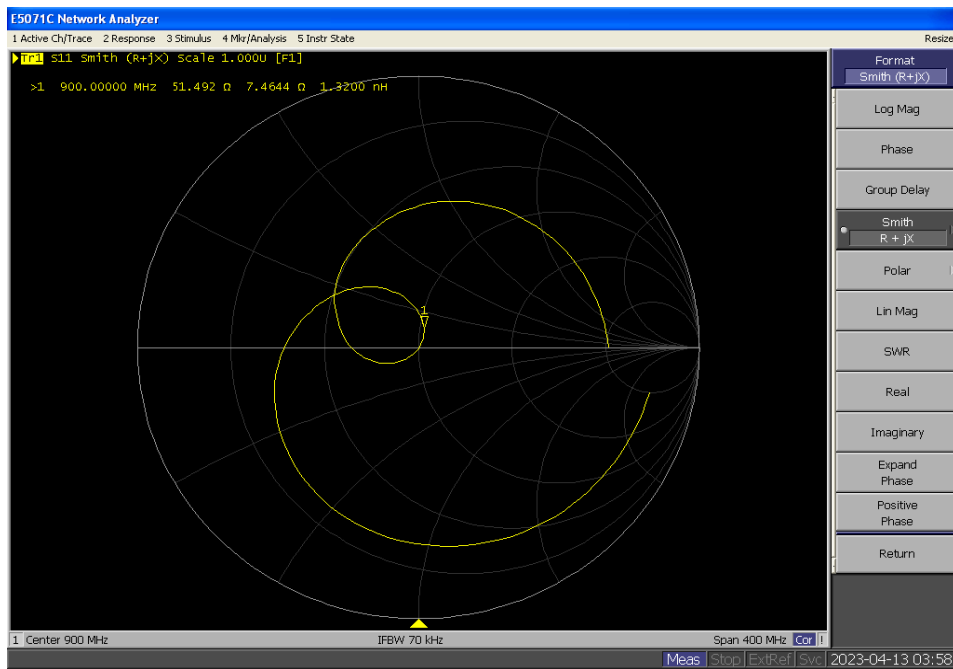 E5071C Network Analyzer
1 Active Ch/Trace 2 Response 3 Stimulus 4 Mkr/Analysis 5 Instr State
Resize
Tr1 S11 Smith (R+jX) Scale 1.000U [F1]
>1 900.00000 MHz 51.492 Ω 7.4644 Ω 1.3200 nH
1
Format
Smith (R+jX)
Log Mag
Phase
Group Delay
Smith
R + jX
Polar
Lin Mag
SWR
Real
Imaginary
Expand
Phase
Positive
Phase
Return
1 Center 900 MHz
IFBW 70 kHz
Span 400 MHz Cor !
Meas Stop ExtRef Svc 2023-04-13 03:58